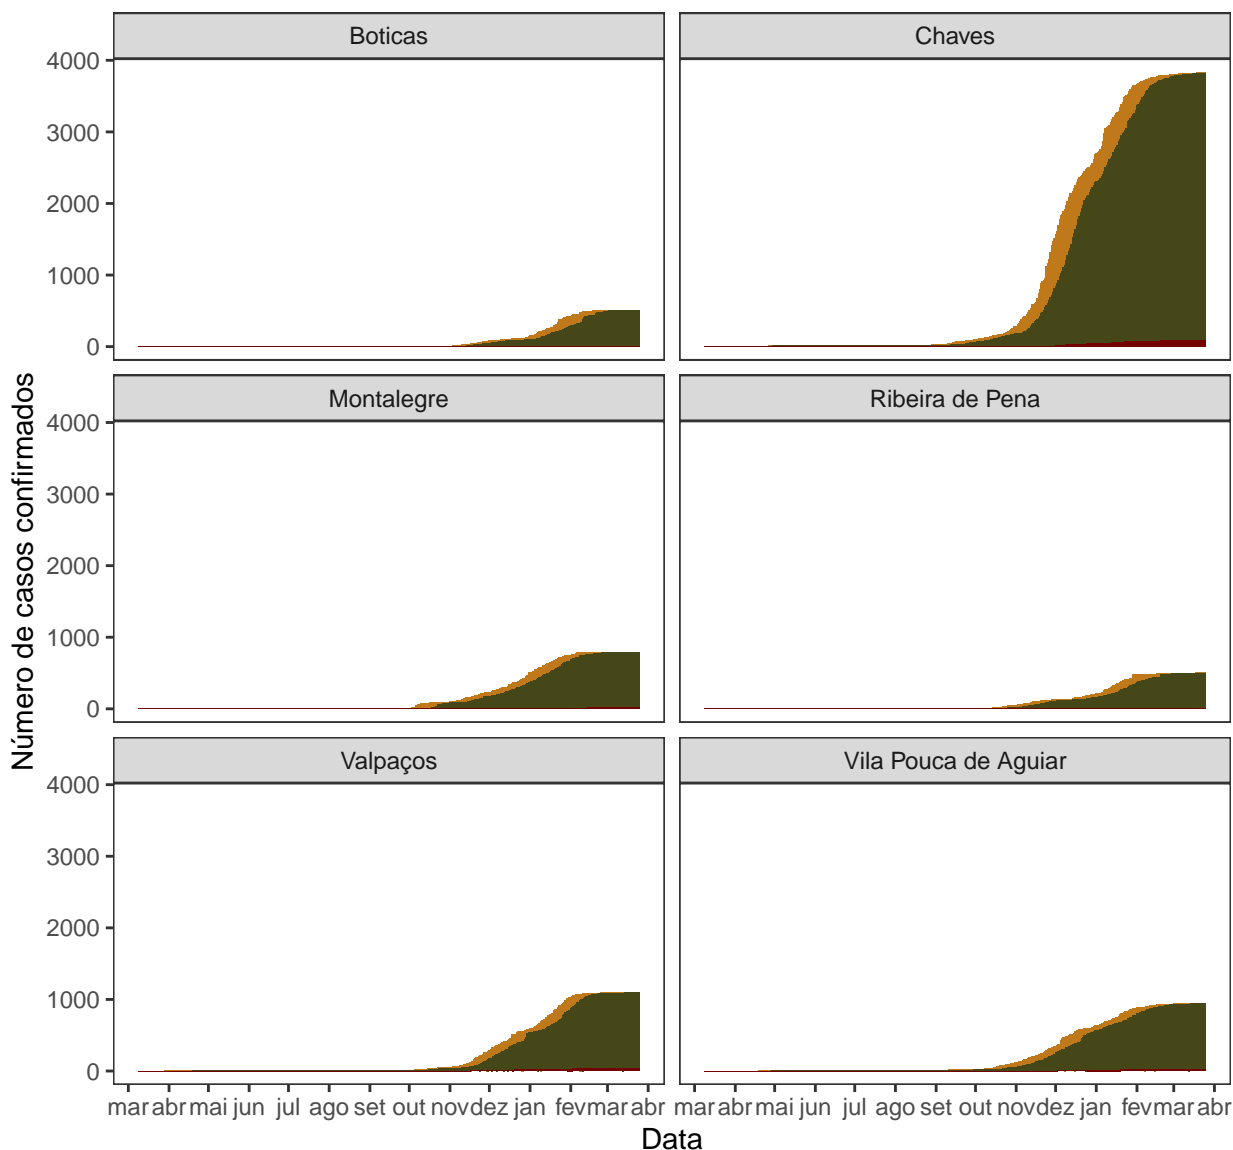 Boticas
Chaves
4000
3000
2000
1000
0
Montalegre
Ribeira de Pena
4000
3000
2000
1000
0
Valpaços
Vila Pouca de Aguiar
4000
3000
2000
1000
0
Número de casos confirmados
mar abr mai jun jul ago set out nov dez jan fev mar abr
mar abr mai jun jul ago set out nov dez jan fev mar abr
Data